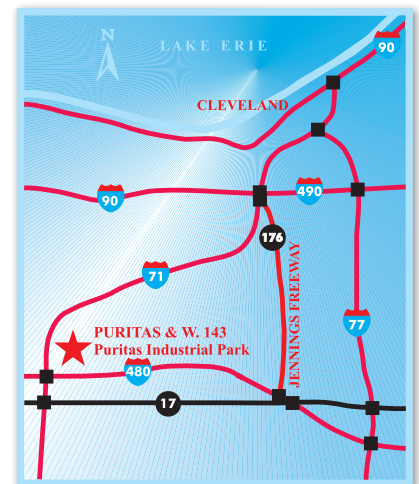 N
LAKE ERIE
90
CLEVELAND
90
490
176
JENNINGS FREEWAY
71
77
PURITAS & W. 143
Puritas Industrial Park
480
17